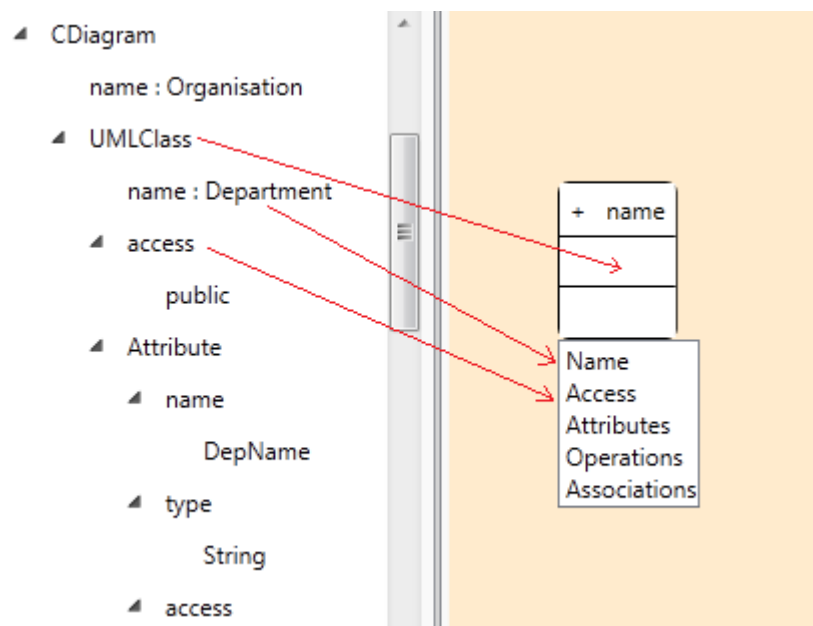 CDiagram
name : Organisation
UMLClass
name : Department
access
public
Attribute
name
DepName
type
String
access
+ name
Name
Access
Attributes
Operations
Associations